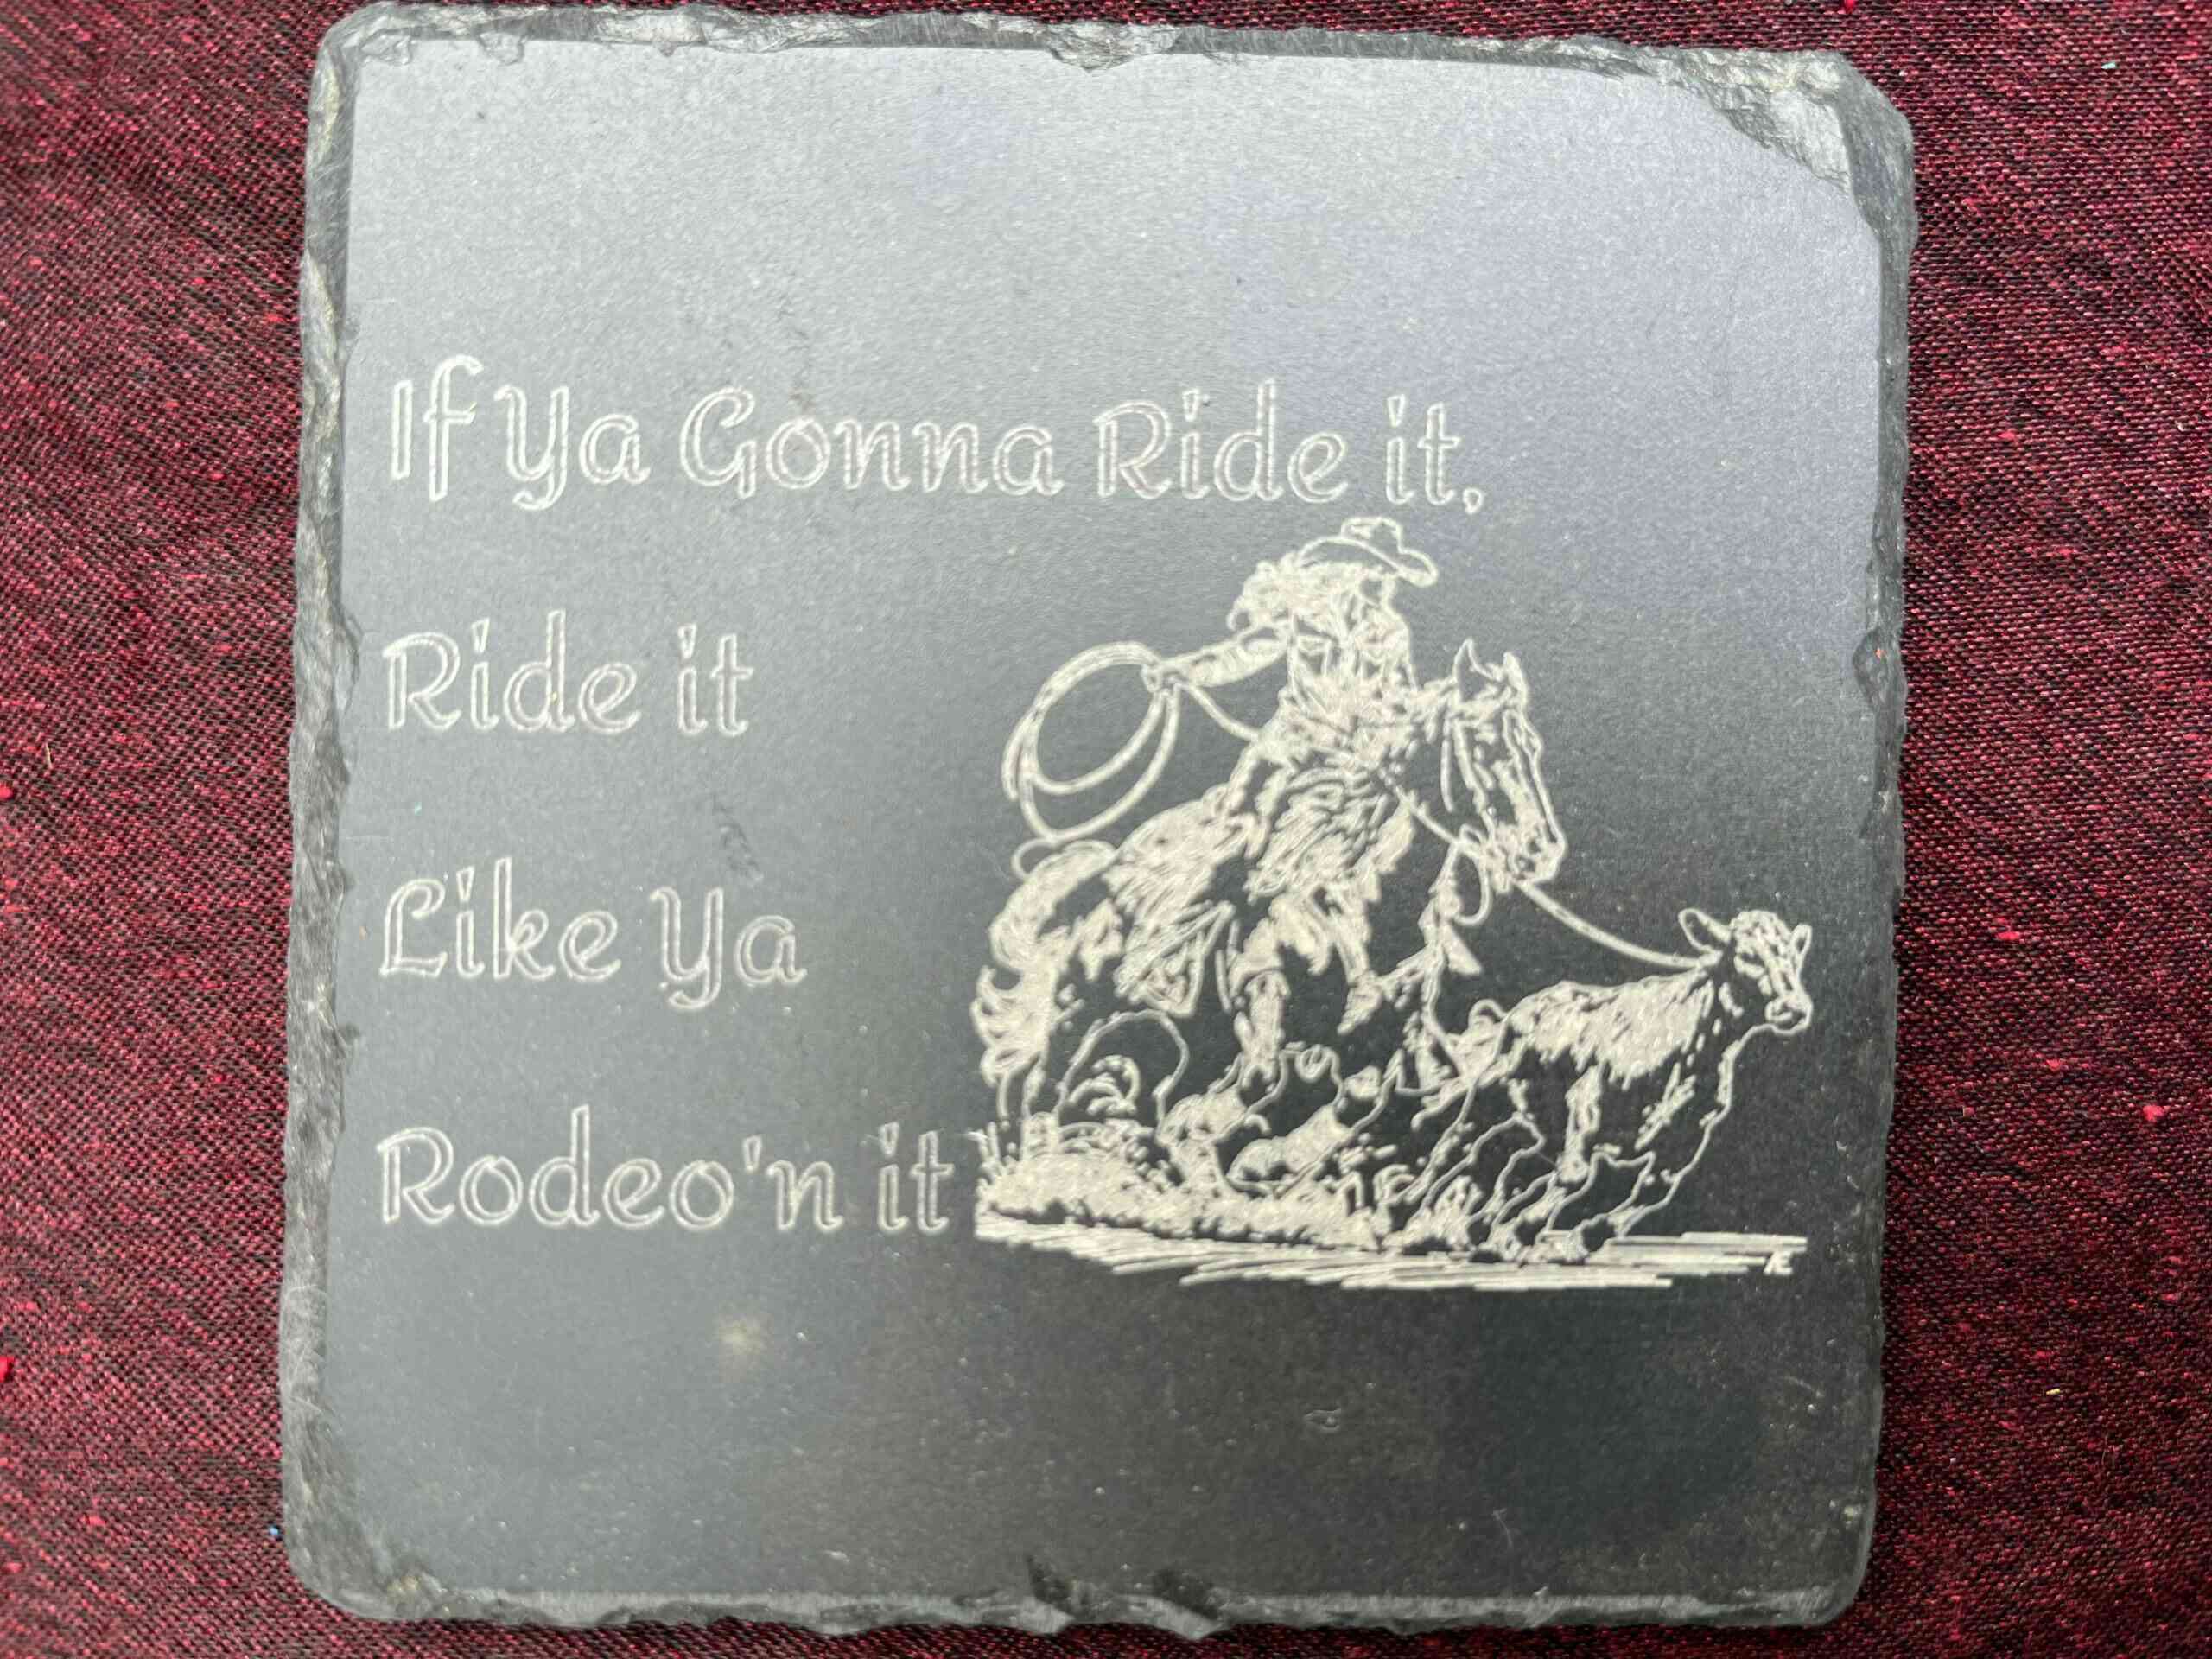 If Ya Gonna Ride it,
Ride it
Like Ya
Rodeo'n it